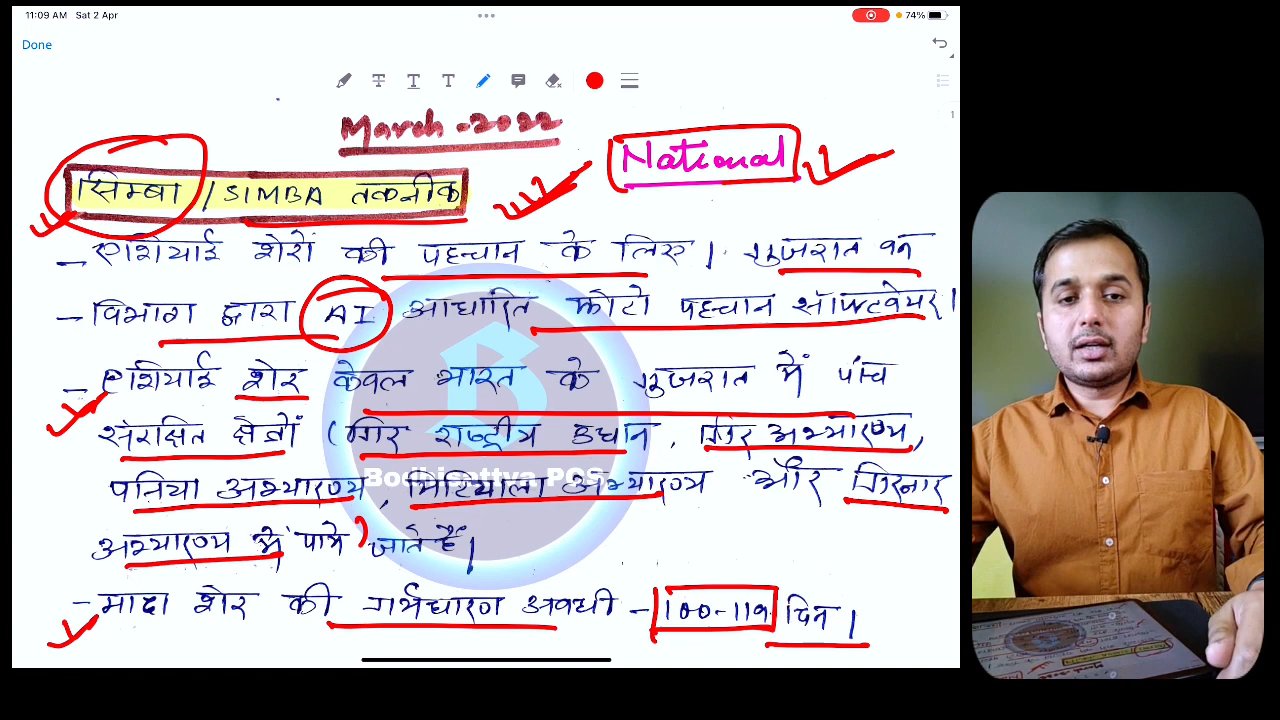 11:09 AM Sat 2 Apr
74%
Done
March-2022
National
सिम्बा / SIMBA तकनीक
- एशियाई शेरों की पहचान के लिए। गुजरात वन
- विभाग द्वारा AI आधारित फोटो पहचान सॉफ्टवेयर।
- एशियाई शेर केवल भारत के गुजरात में पांच
संरक्षित क्षेत्रों (गिर राष्ट्रीय उधान, गिर अभ्यारण्य,
पनिया अभ्यारण्य, मिटियाला अभ्यारण्य और गिरनार
अभ्यारण्य में पाये) जाते हैं।
- मादा शेर की गर्भधारण अवधी - 100-119 दिन।
Bodhisattva PCS